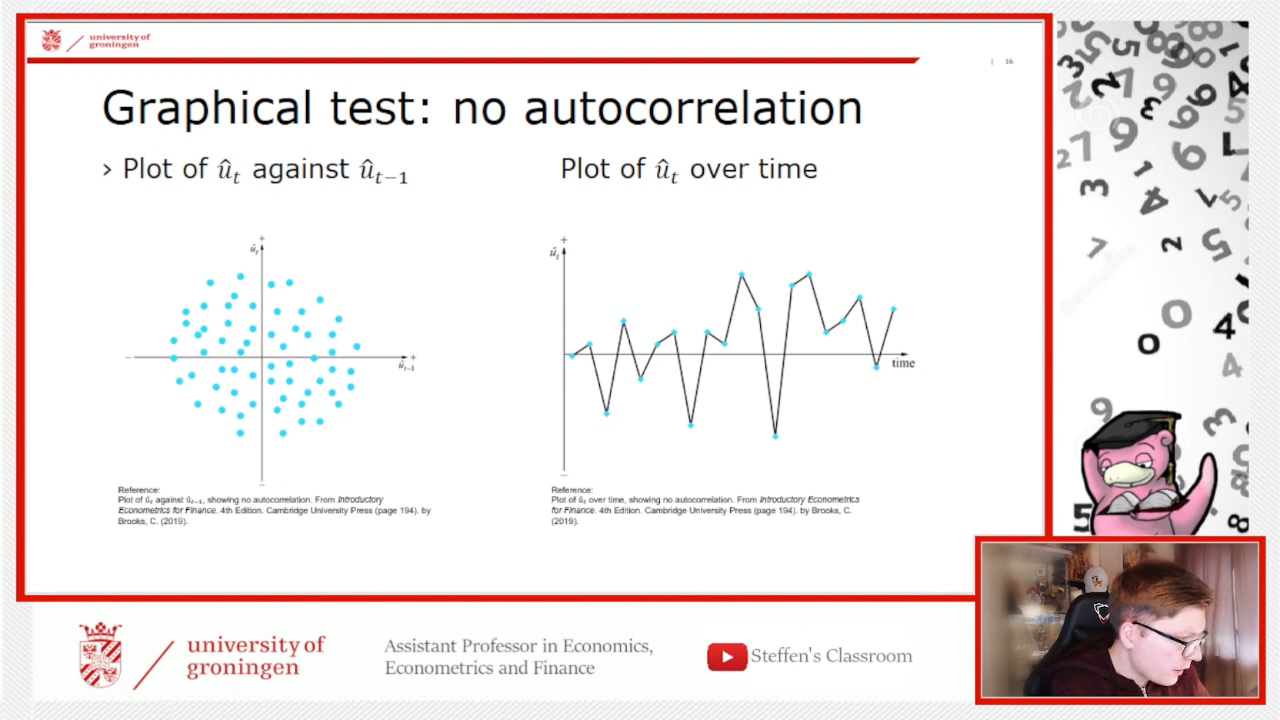 university of
groningen
| 16
Graphical test: no autocorrelation
› Plot of û_t against û_{t−1}
Plot of û_t over time
+
û_t
−
+
û_{t−1}
−
Reference:
Plot of û_t against û_{t−1}, showing no autocorrelation. From Introductory
Econometrics for Finance. 4th Edition. Cambridge University Press (page 194). by
Brooks, C. (2019).
+
û_t
time
−
Reference:
Plot of û_t over time, showing no autocorrelation. From Introductory Econometrics
for Finance. 4th Edition. Cambridge University Press (page 194). by Brooks, C.
(2019).
university of
groningen
Assistant Professor in Economics,
Econometrics and Finance
Steffen's Classroom